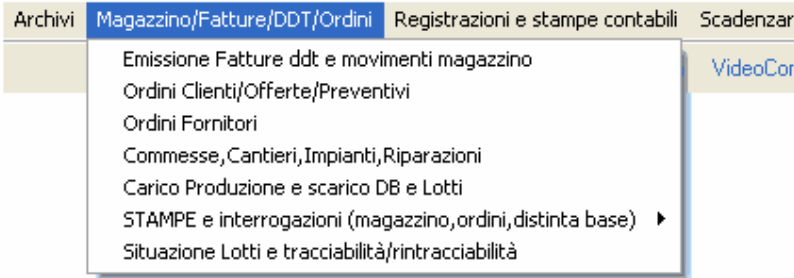 Archivi Magazzino/Fatture/DDT/Ordini Registrazioni e stampe contabili Scadenzar
Emissione Fatture ddt e movimenti magazzino
VideoCor
Ordini Clienti/Offerte/Preventivi
Ordini Fornitori
Commesse,Cantieri,Impianti,Riparazioni
Carico Produzione e scarico DB e Lotti
STAMPE e interrogazioni (magazzino,ordini,distinta base)
Situazione Lotti e tracciabilità/rintracciabilità